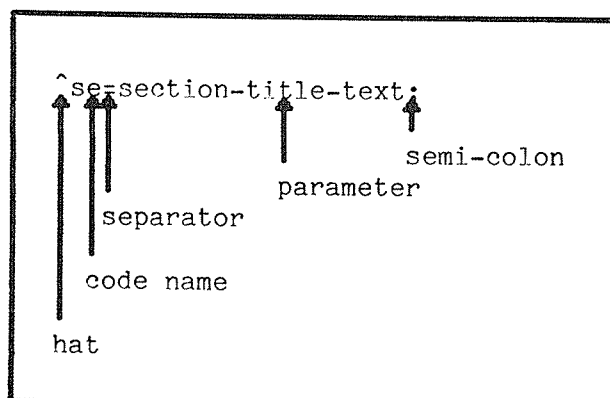 ^se=section-title-text;
semi-colon
parameter
separator
code name
hat